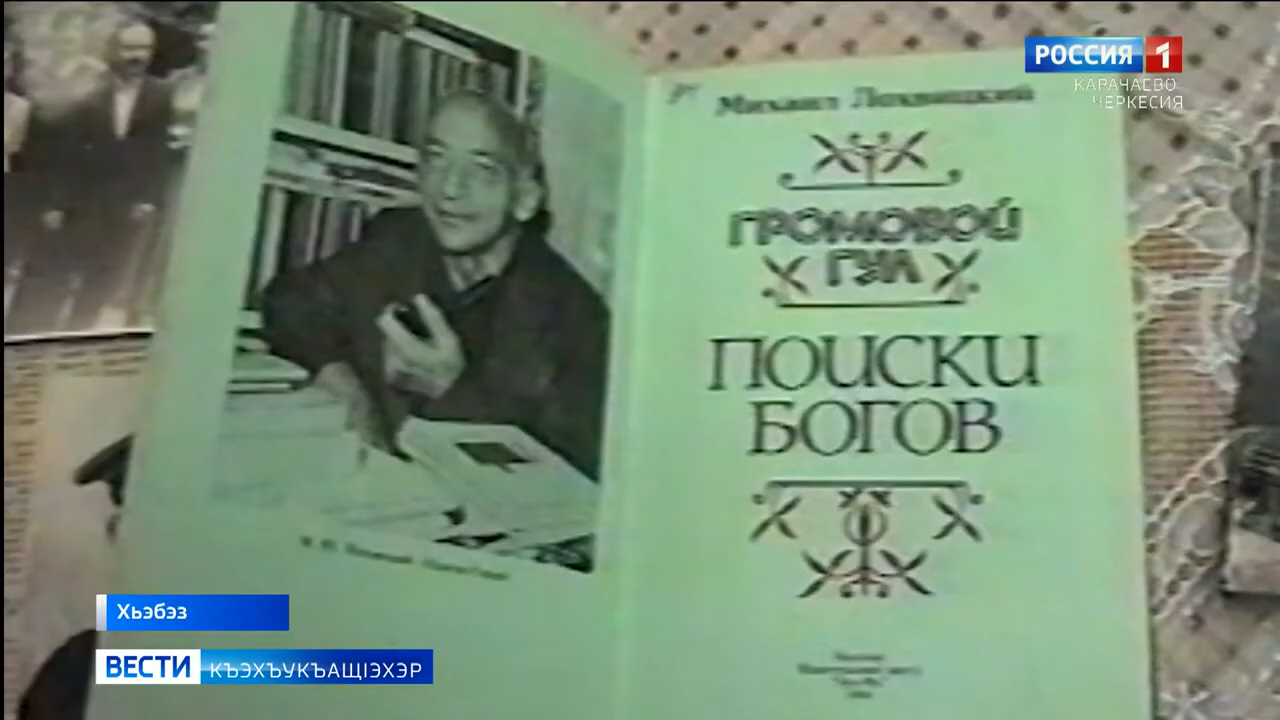 РОССИЯ 1
КАРАЧАЕВО
ЧЕРКЕСИЯ
Михаил Лохвицкий
ГРОМОВОЙ
ГУЛ
ПОИСКИ
БОГОВ
Хьэбэз
ВЕСТИ КЪЭХЪУКЪАЩІЭХЭР